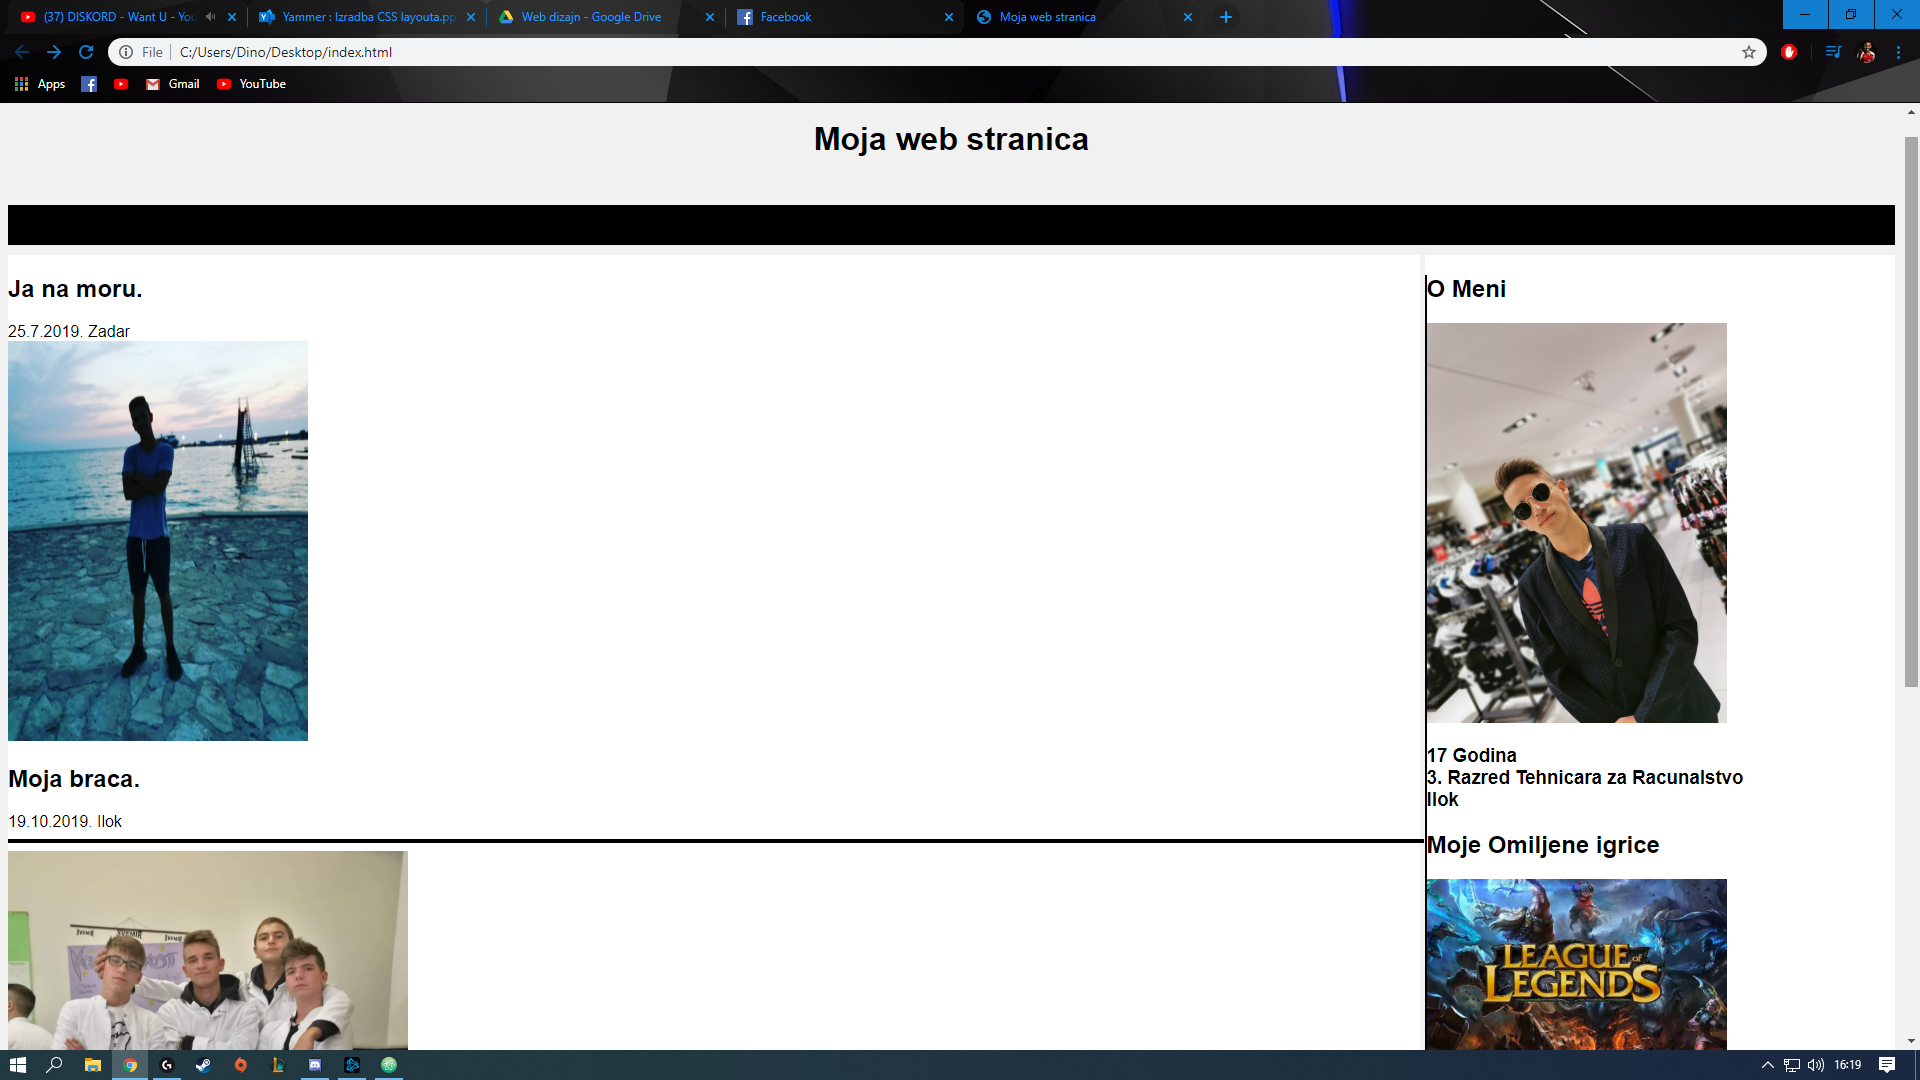 (37) DISKORD - Want U - You
Yammer : Izradba CSS layouta.pp
Web dizajn - Google Drive
Facebook
Moja web stranica
File
C:/Users/Dino/Desktop/index.html
Apps
Gmail
YouTube
Moja web stranica
Ja na moru.
25.7.2019. Zadar
Moja braca.
19.10.2019. Ilok
SVEMIR
SVEMIR
SVEMIR
O Meni
17 Godina
3. Razred Tehnicara za Racunalstvo
Ilok
Moje Omiljene igrice
LEAGUE of
LEGENDS
16:19